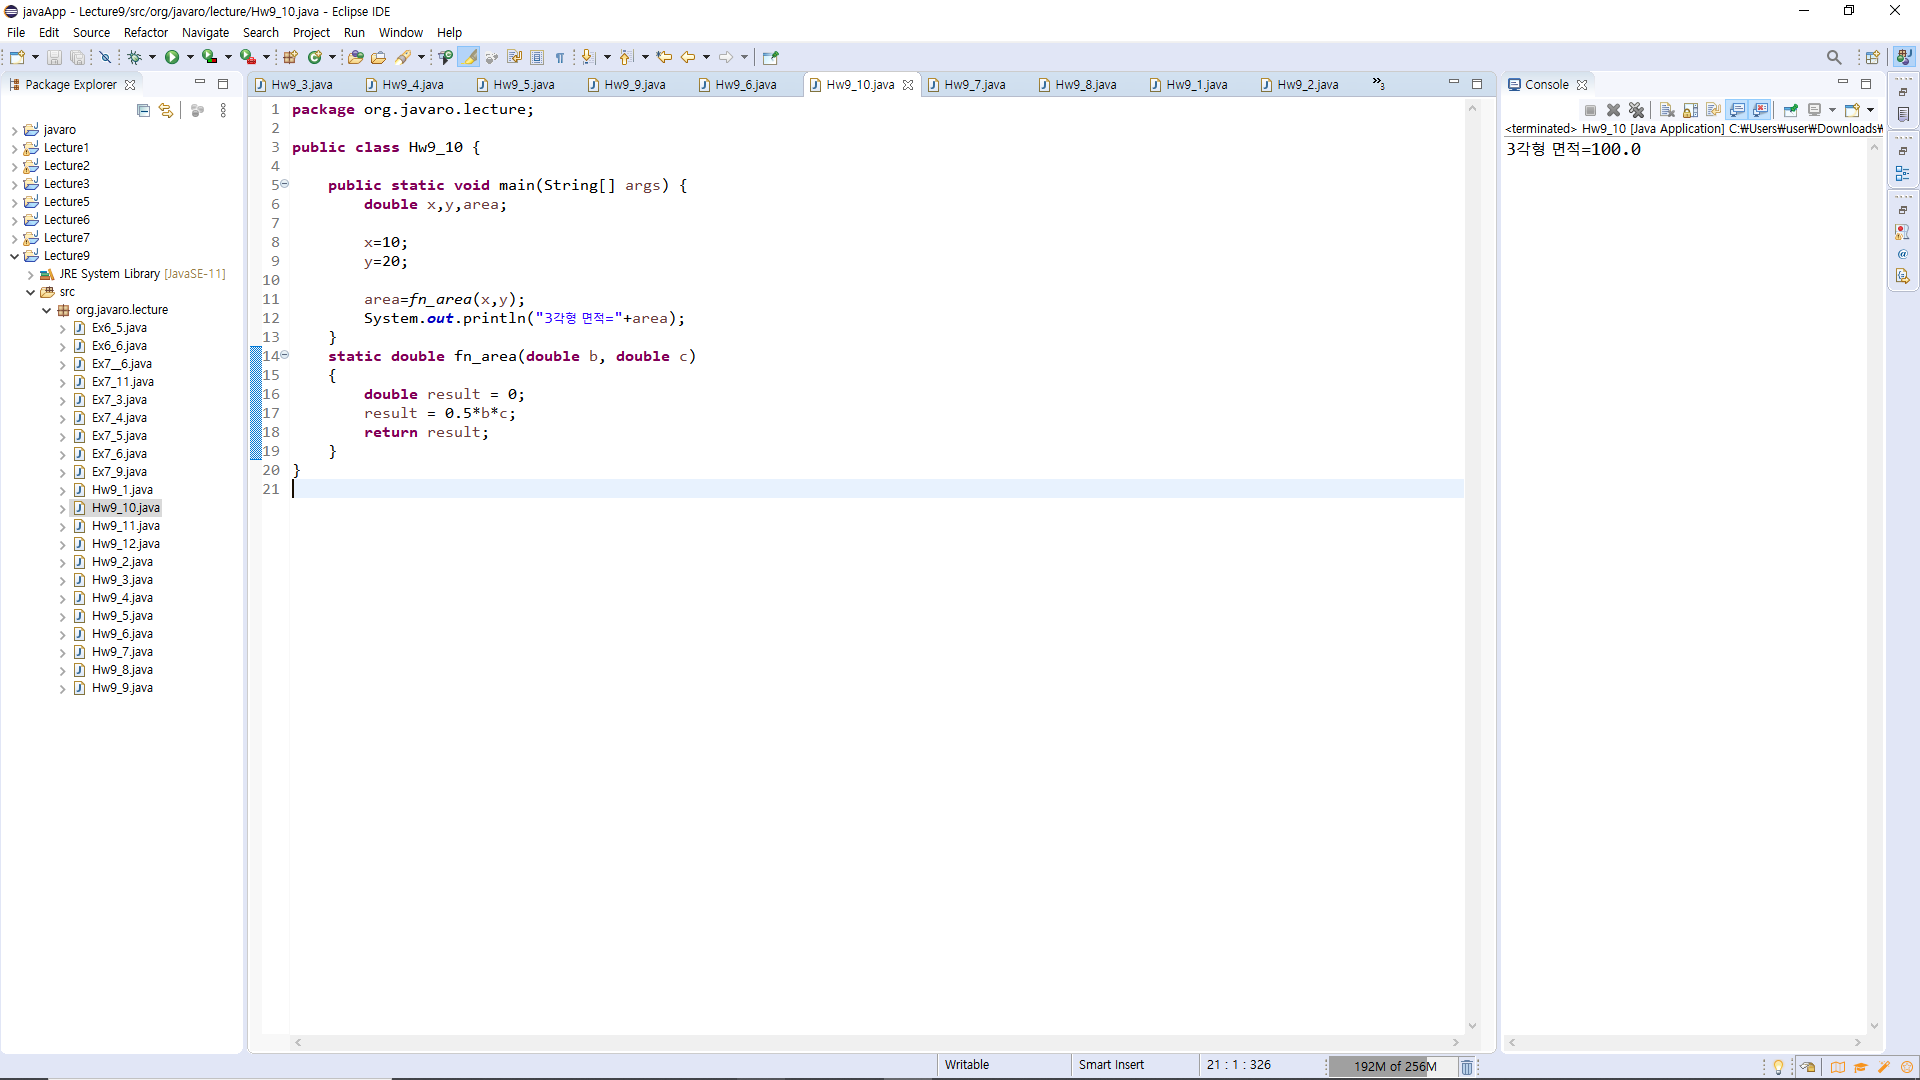 javaApp - Lecture9/src/org/javaro/lecture/Hw9_10.java - Eclipse IDE
File Edit Source Refactor Navigate Search Project Run Window Help
Package Explorer
javaro
Lecture1
Lecture2
Lecture3
Lecture5
Lecture6
Lecture7
Lecture9
JRE System Library [JavaSE-11]
src
org.javaro.lecture
Ex6_5.java
Ex6_6.java
Ex7__6.java
Ex7_11.java
Ex7_3.java
Ex7_4.java
Ex7_5.java
Ex7_6.java
Ex7_9.java
Hw9_1.java
Hw9_10.java
Hw9_11.java
Hw9_12.java
Hw9_2.java
Hw9_3.java
Hw9_4.java
Hw9_5.java
Hw9_6.java
Hw9_7.java
Hw9_8.java
Hw9_9.java
Hw9_3.java Hw9_4.java Hw9_5.java Hw9_9.java Hw9_6.java Hw9_10.java Hw9_7.java Hw9_8.java Hw9_1.java Hw9_2.java »3
1 package org.javaro.lecture;
2
3 public class Hw9_10 {
4
5 public static void main(String[] args) {
6 double x,y,area;
7
8 x=10;
9 y=20;
10
11 area=fn_area(x,y);
12 System.out.println("3각형 면적="+area);
13 }
14 static double fn_area(double b, double c)
15 {
16 double result = 0;
17 result = 0.5*b*c;
18 return result;
19 }
20 }
21
Console
<terminated> Hw9_10 [Java Application] C:₩Users₩user₩Downloads₩
3각형 면적=100.0
Writable Smart Insert 21 : 1 : 326 192M of 256M